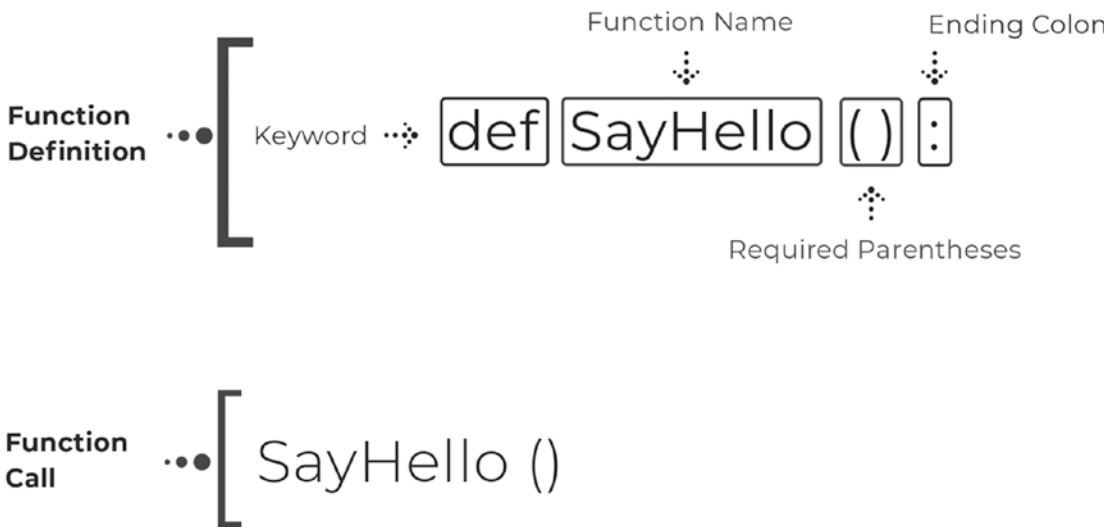 Function Name
Ending Colon
Function
Definition
Keyword
def SayHello () :
Required Parentheses
Function
Call
SayHello ()